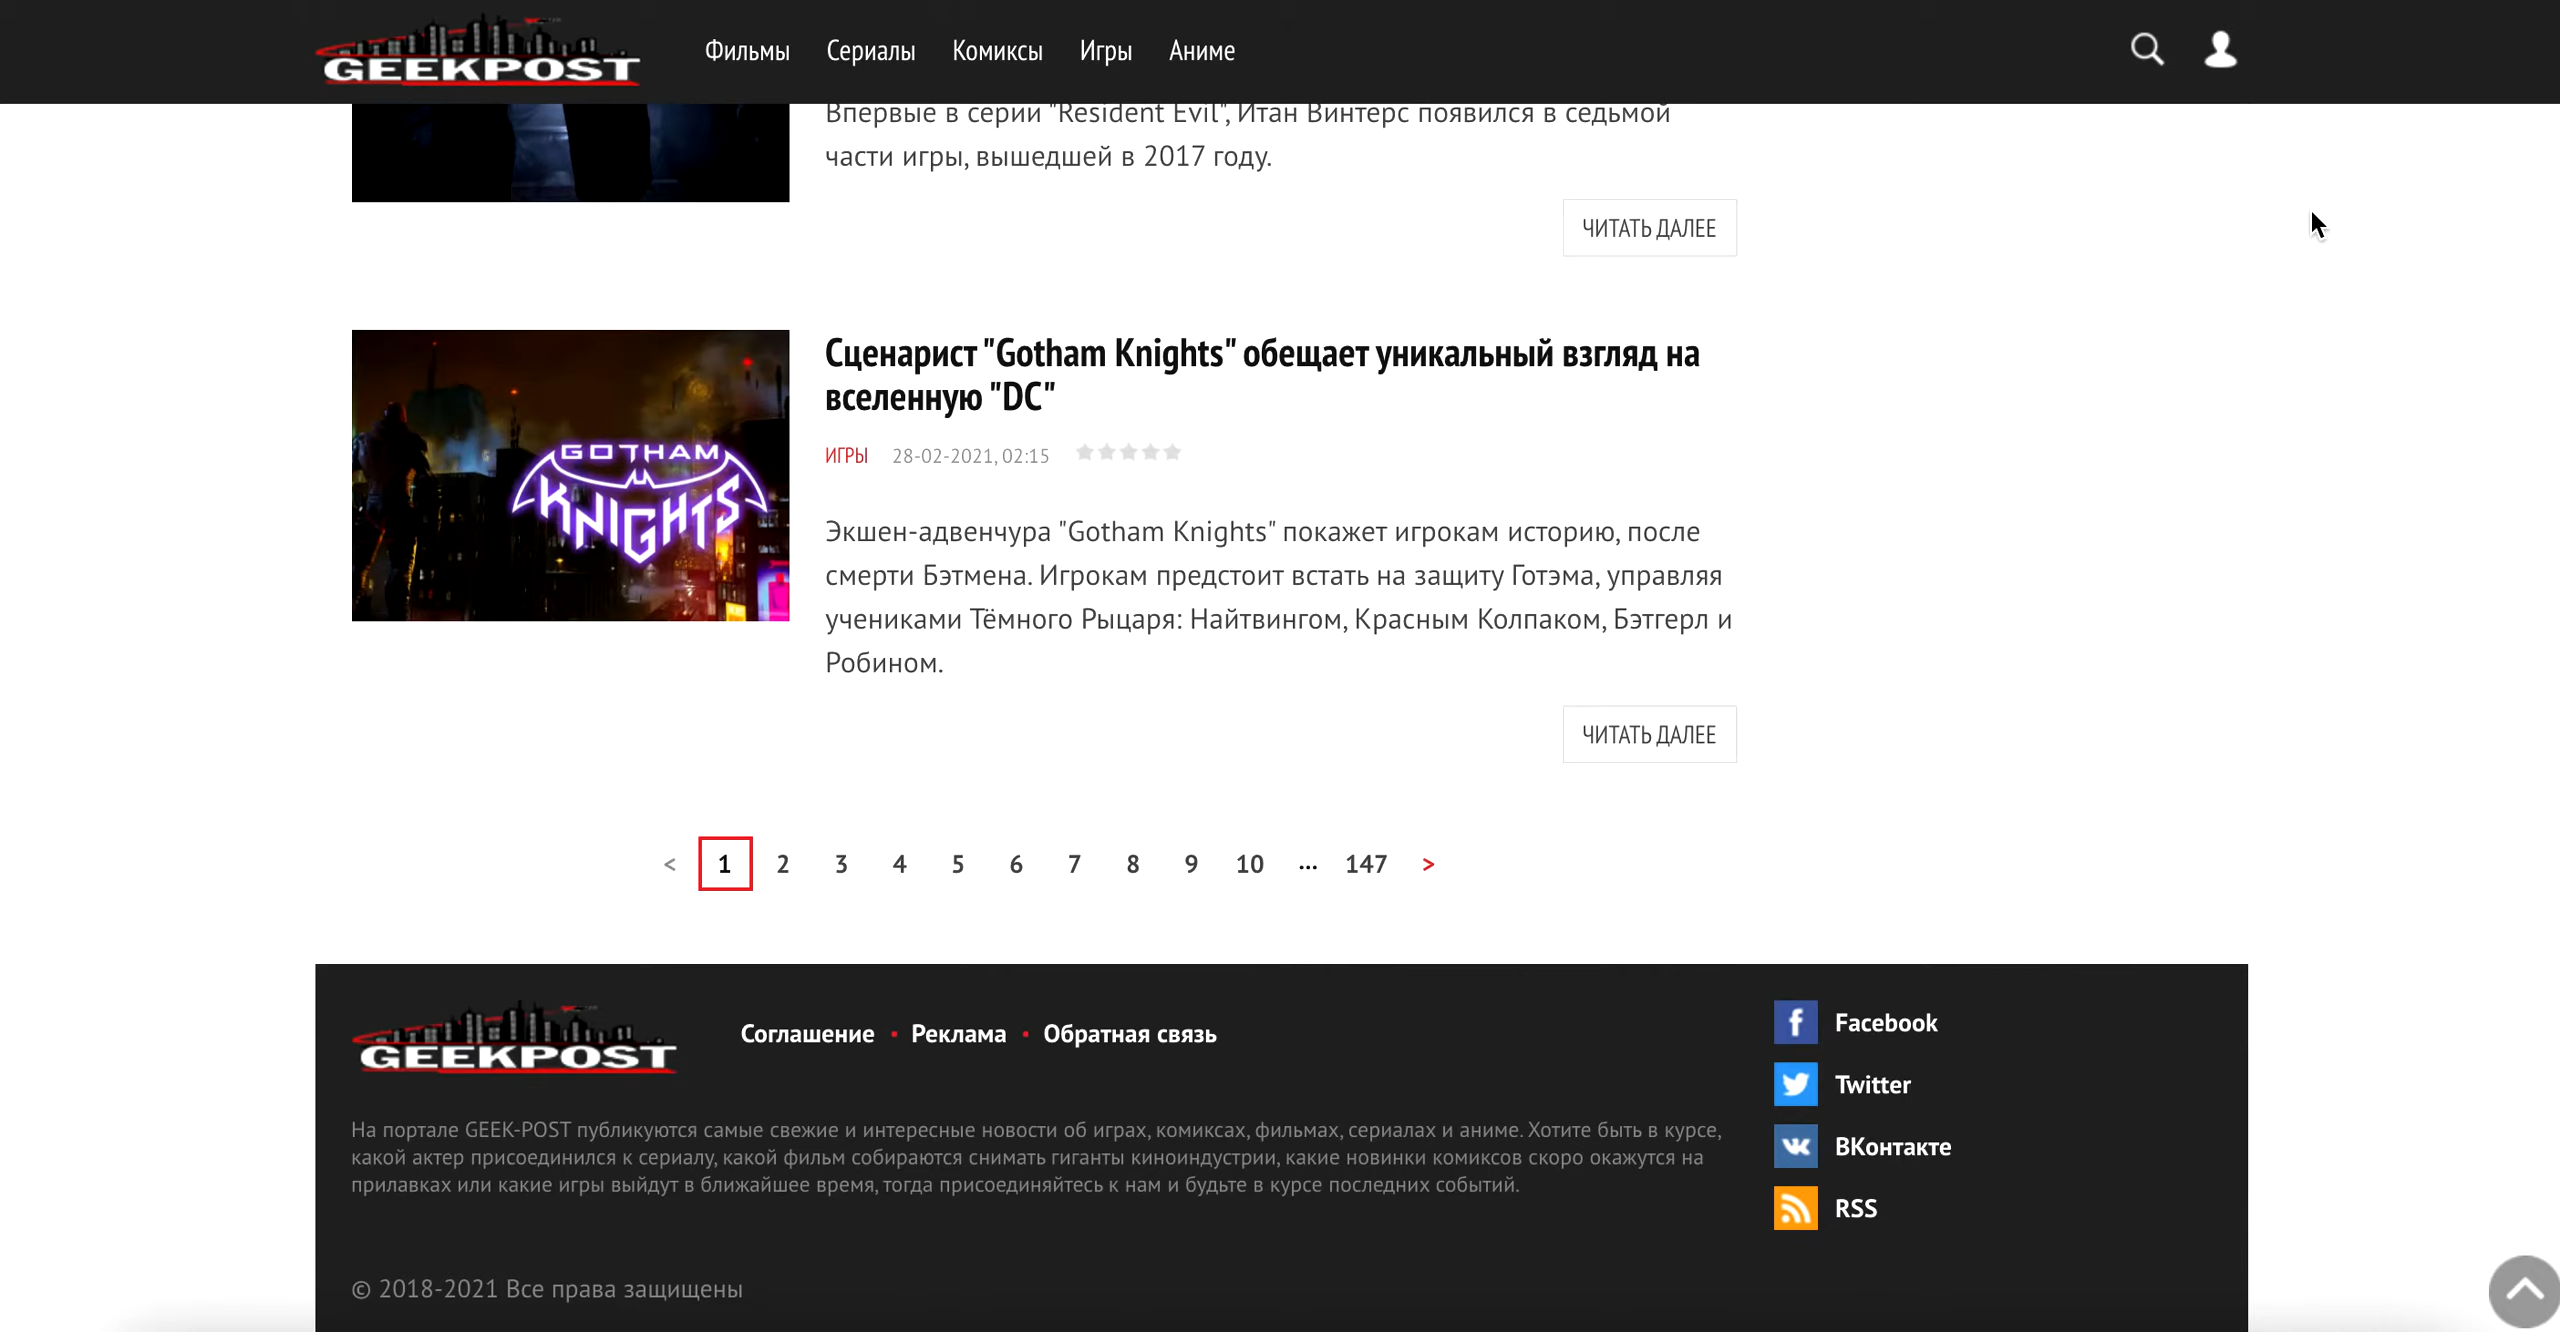 GEEKPOST
Фильмы Сериалы Комиксы Игры Аниме
Впервые в серии "Resident Evil", Итан Винтерс появился в седьмой
части игры, вышедшей в 2017 году.
ЧИТАТЬ ДАЛЕЕ
GOTHAM
KNIGHTS
Сценарист "Gotham Knights" обещает уникальный взгляд на
вселенную "DC"
ИГРЫ 28-02-2021, 02:15
Экшен-адвенчура "Gotham Knights" покажет игрокам историю, после
смерти Бэтмена. Игрокам предстоит встать на защиту Готэма, управляя
учениками Тёмного Рыцаря: Найтвингом, Красным Колпаком, Бэтгерл и
Робином.
ЧИТАТЬ ДАЛЕЕ
< 1 2 3 4 5 6 7 8 9 10 ... 147 >
GEEKPOST
Соглашение • Реклама • Обратная связь
На портале GEEK-POST публикуются самые свежие и интересные новости об играх, комиксах, фильмах, сериалах и аниме. Хотите быть в курсе,
какой актер присоединился к сериалу, какой фильм собираются снимать гиганты киноиндустрии, какие новинки комиксов скоро окажутся на
прилавках или какие игры выйдут в ближайшее время, тогда присоединяйтесь к нам и будьте в курсе последних событий.
© 2018-2021 Все права защищены
Facebook
Twitter
ВКонтакте
RSS